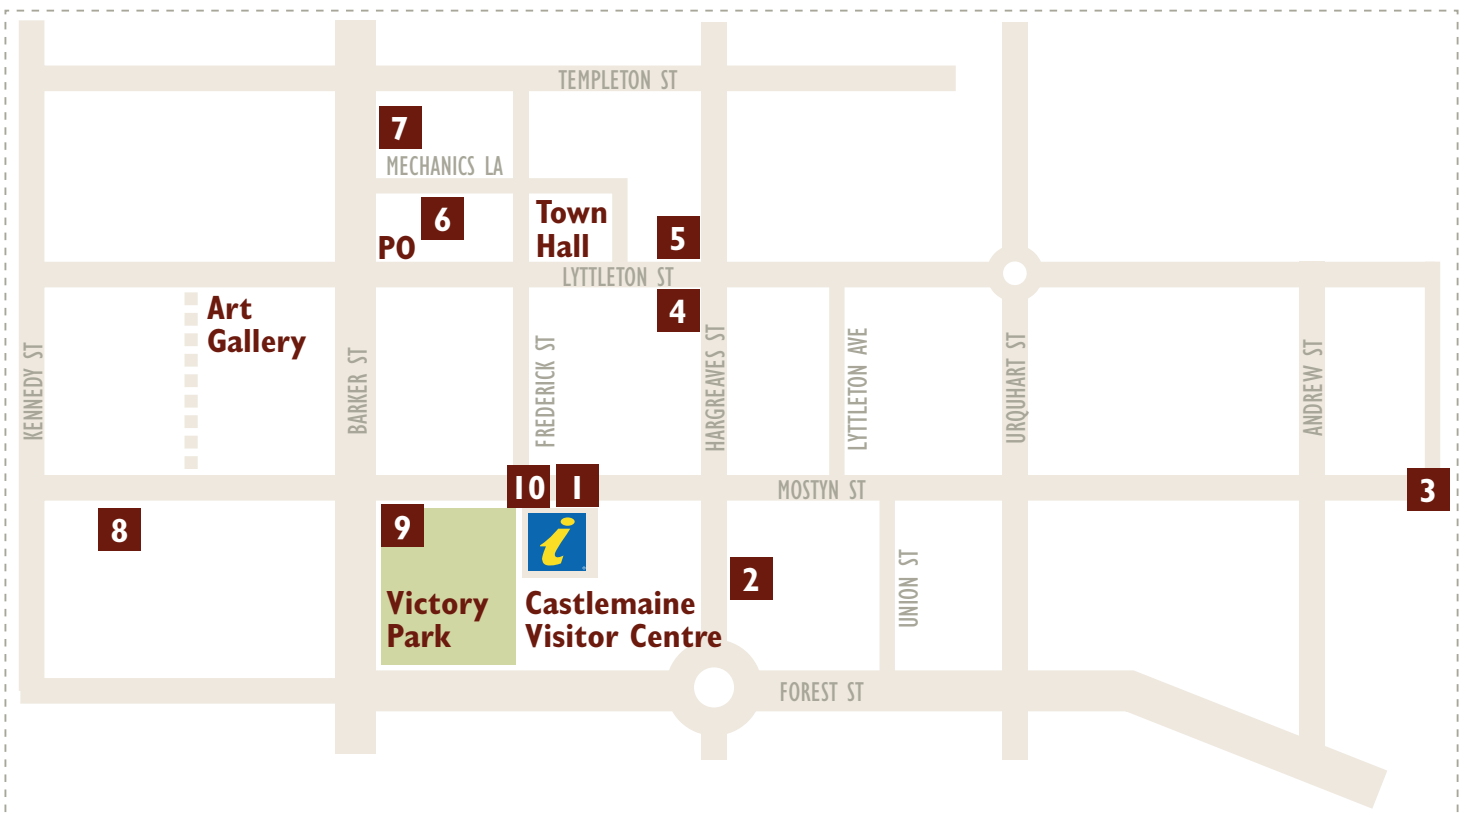 TEMPLETON ST
7
MECHANICS LA
6
PO
Town
Hall
5
LYTTLETON ST
4
Art
Gallery
KENNEDY ST
BARKER ST
FREDERICK ST
HARGREAVES ST
LYTTLETON AVE
URQUHART ST
ANDREW ST
10
1
MOSTYN ST
3
8
9
i
2
UNION ST
Victory
Park
Castlemaine
Visitor Centre
FOREST ST